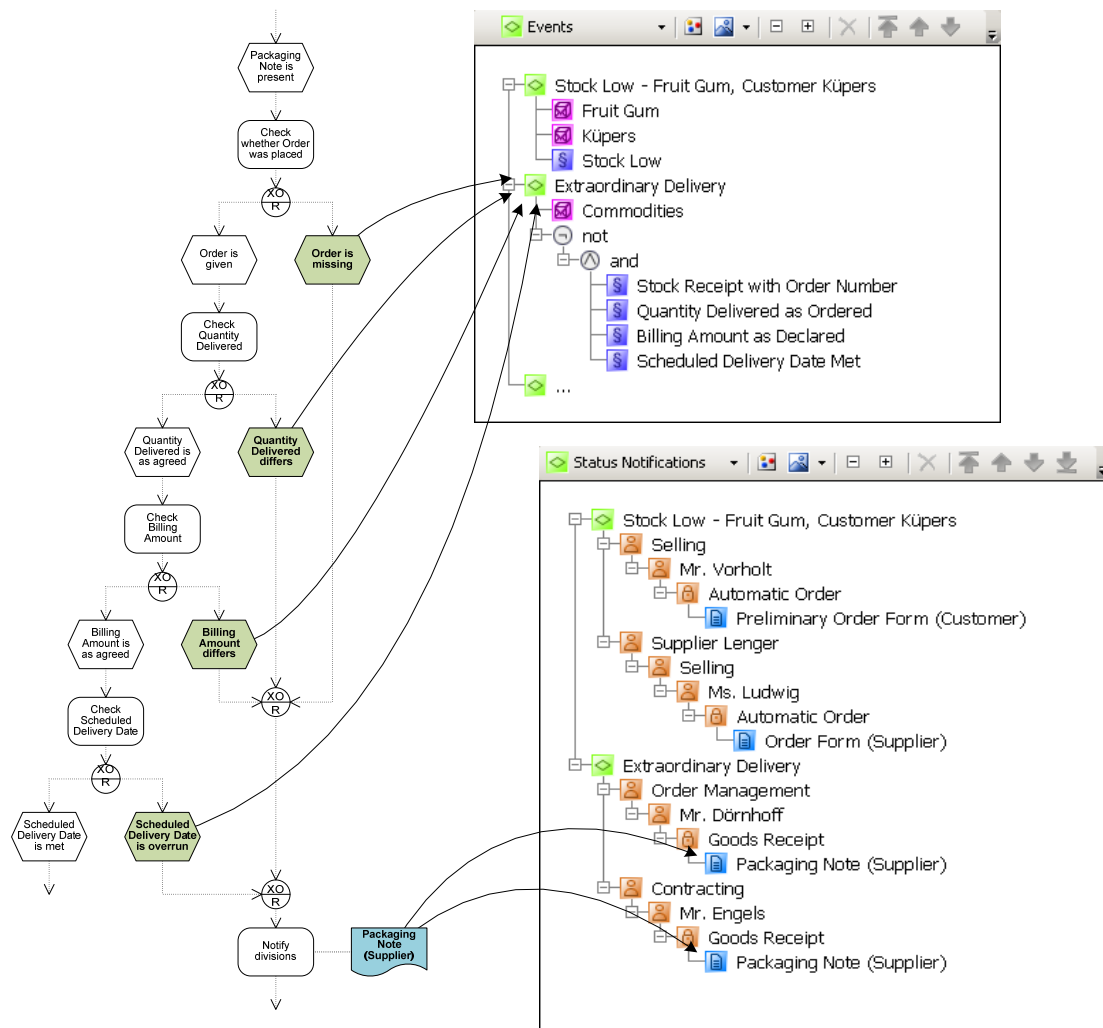 Packaging
Note is
present
Check
whether Order
was placed
XO
R
Order is
given
Order is
missing
Check
Quantity
Delivered
XO
R
Quantity
Delivered is
as agreed
Quantity
Delivered
differs
Check
Billing
Amount
XO
R
Billing
Amount is
as agreed
Billing
Amount
differs
XO
R
Check
Scheduled
Delivery Date
XO
R
Scheduled
Delivery Date
is met
Scheduled
Delivery Date
is overrun
XO
R
Notify
divisions
Packaging
Note
(Supplier)
Events
Stock Low - Fruit Gum, Customer Küpers
Fruit Gum
Küpers
§ Stock Low
Extraordinary Delivery
Commodities
not
and
§ Stock Receipt with Order Number
§ Quantity Delivered as Ordered
§ Billing Amount as Declared
§ Scheduled Delivery Date Met
...
Status Notifications
Stock Low - Fruit Gum, Customer Küpers
Selling
Mr. Vorholt
Automatic Order
Preliminary Order Form (Customer)
Supplier Lenger
Selling
Ms. Ludwig
Automatic Order
Order Form (Supplier)
Extraordinary Delivery
Order Management
Mr. Dörnhoff
Goods Receipt
Packaging Note (Supplier)
Contracting
Mr. Engels
Goods Receipt
Packaging Note (Supplier)